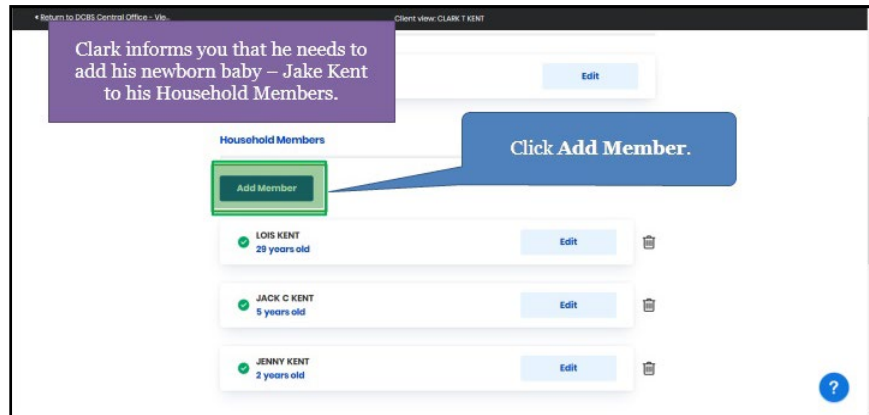 < Return to DCBS Central Office - Vie..
Client view: CLARK T KENT
Clark informs you that he needs to
add his newborn baby – Jake Kent
to his Household Members.
Edit
Household Members
Click Add Member.
Add Member
LOIS KENT
29 years old
Edit
JACK C KENT
5 years old
Edit
JENNY KENT
2 years old
Edit
?